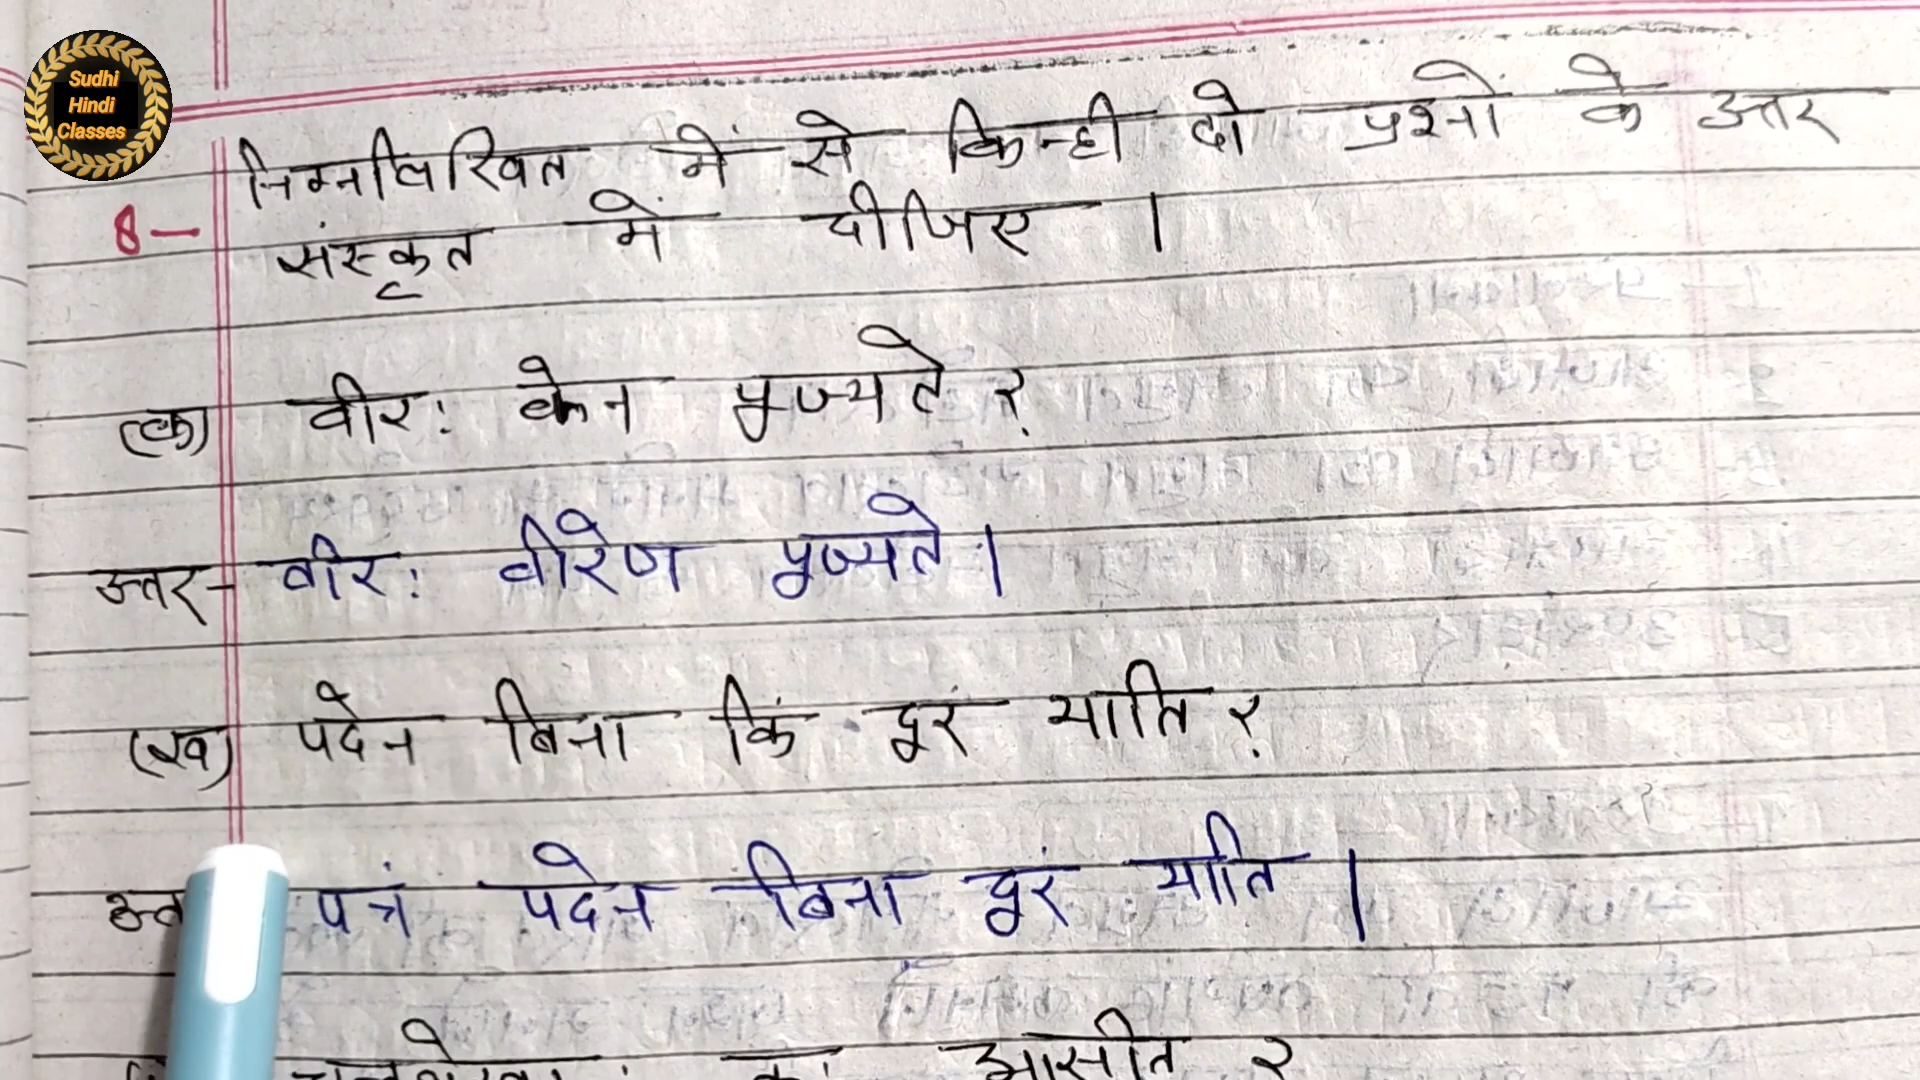 Sudhi
Hindi
Classes
निम्नलिखित में से किन्ही दो प्रश्नों के उत्तर
8- संस्कृत में दीजिए ।
(क) वीरः केन पूज्यते ?
उत्तर- वीरः वीरेण पूज्यते ।
(ख) पदेन बिना किं दूरं याति ?
पत्रं पदेन बिना दूरं याति ।
कः आसीत ?